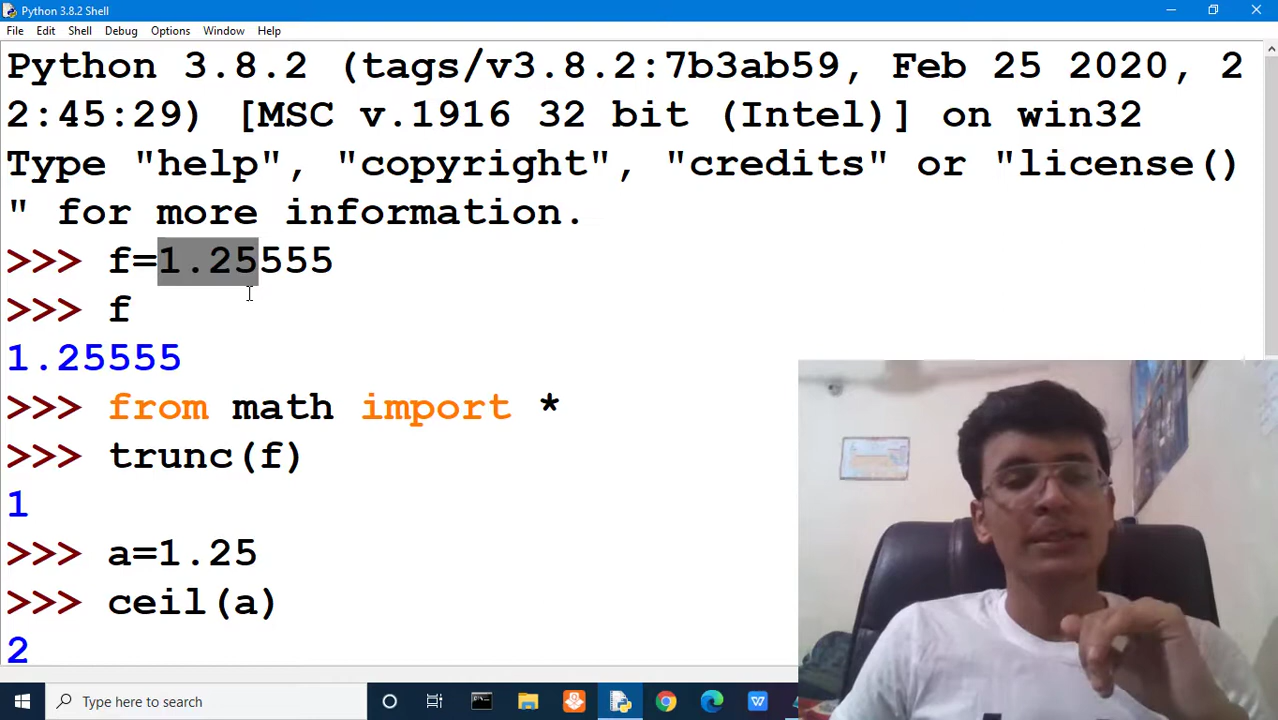 Python 3.8.2 Shell
File Edit Shell Debug Options Window Help
Python 3.8.2 (tags/v3.8.2:7b3ab59, Feb 25 2020, 2
2:45:29) [MSC v.1916 32 bit (Intel)] on win32
Type "help", "copyright", "credits" or "license()
" for more information.
>>> f=1.25555
>>> f
1.25555
>>> from math import *
>>> trunc(f)
1
>>> a=1.25
>>> ceil(a)
2
Type here to search